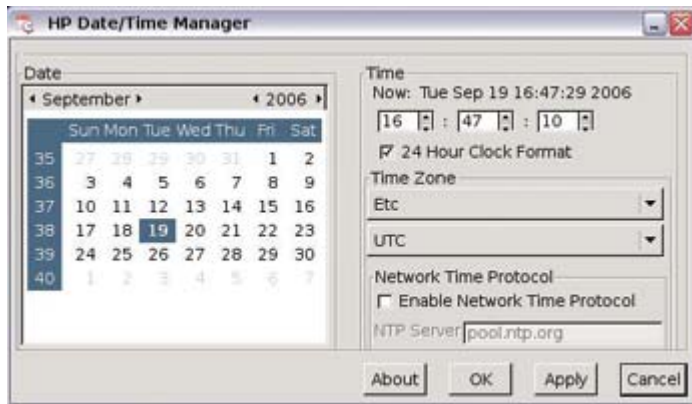 HP Date/Time Manager
Date
September 2006
Sun Mon Tue Wed Thu Fri Sat
35 27 28 29 30 31 1 2
36 3 4 5 6 7 8 9
37 10 11 12 13 14 15 16
38 17 18 19 20 21 22 23
39 24 25 26 27 28 29 30
40 1 2 3 4 5 6 7
Time
Now: Tue Sep 19 16:47:29 2006
16 : 47 : 10
24 Hour Clock Format
Time Zone
Etc
UTC
Network Time Protocol
Enable Network Time Protocol
NTP Server pool.ntp.org
About OK Apply Cancel